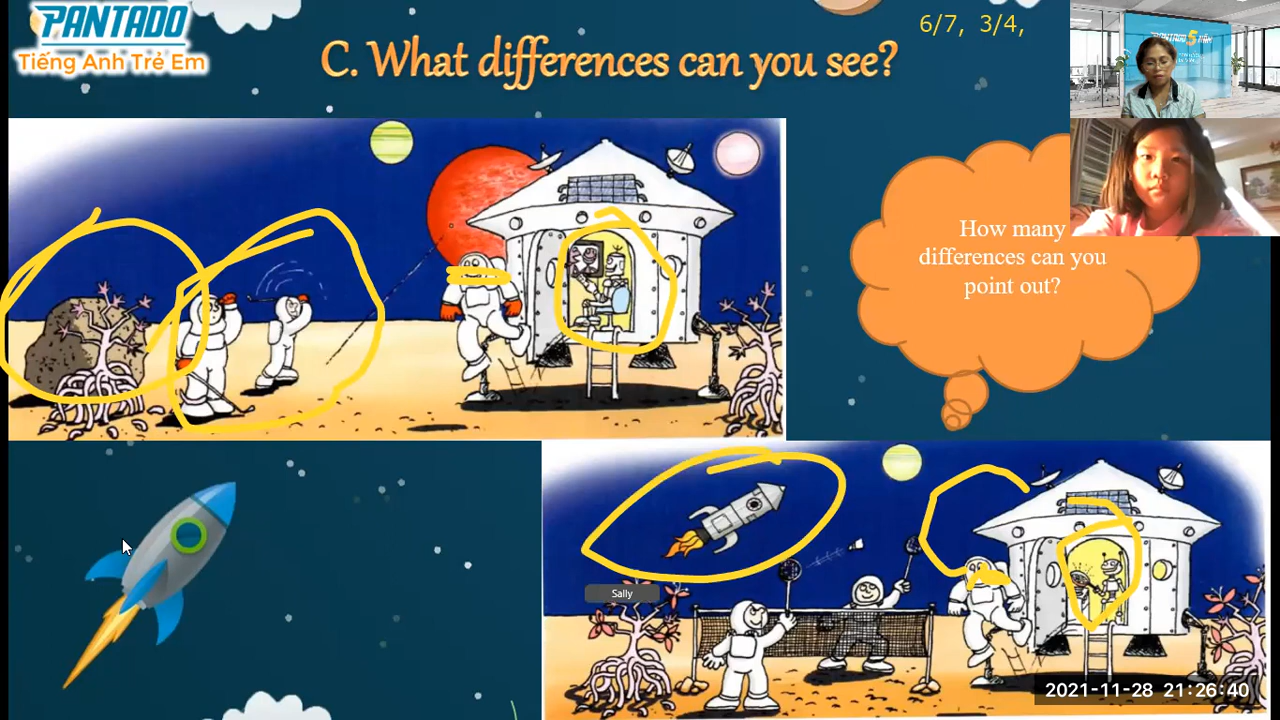 PANTADO
Tiếng Anh Trẻ Em
C. What differences can you see?
6/7, 3/4,
How many
differences can you
point out?
Sally
2021-11-28 21:26:40